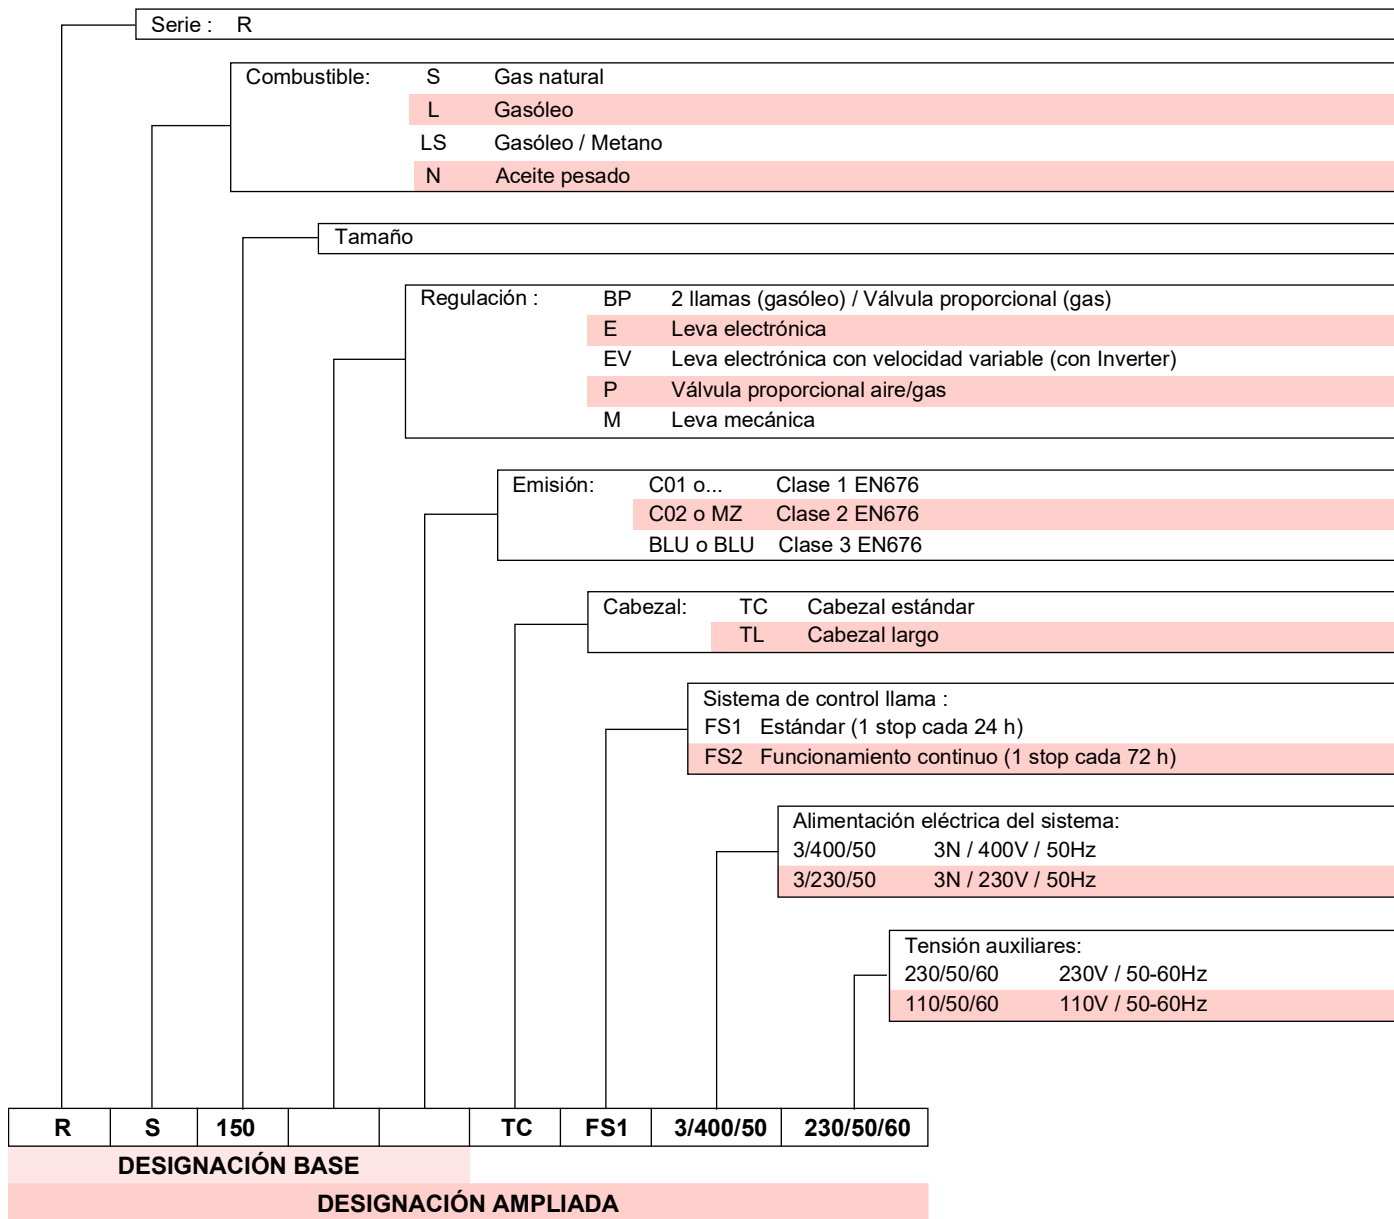 Serie : R
Combustible: S Gas natural
L Gasóleo
LS Gasóleo / Metano
N Aceite pesado
Tamaño
Regulación : BP 2 llamas (gasóleo) / Válvula proporcional (gas)
E Leva electrónica
EV Leva electrónica con velocidad variable (con Inverter)
P Válvula proporcional aire/gas
M Leva mecánica
Emisión: C01 o... Clase 1 EN676
C02 o MZ Clase 2 EN676
BLU o BLU Clase 3 EN676
Cabezal: TC Cabezal estándar
TL Cabezal largo
Sistema de control llama :
FS1 Estándar (1 stop cada 24 h)
FS2 Funcionamiento continuo (1 stop cada 72 h)
Alimentación eléctrica del sistema:
3/400/50 3N / 400V / 50Hz
3/230/50 3N / 230V / 50Hz
Tensión auxiliares:
230/50/60 230V / 50-60Hz
110/50/60 110V / 50-60Hz
R S 150 TC FS1 3/400/50 230/50/60
DESIGNACIÓN BASE
DESIGNACIÓN AMPLIADA